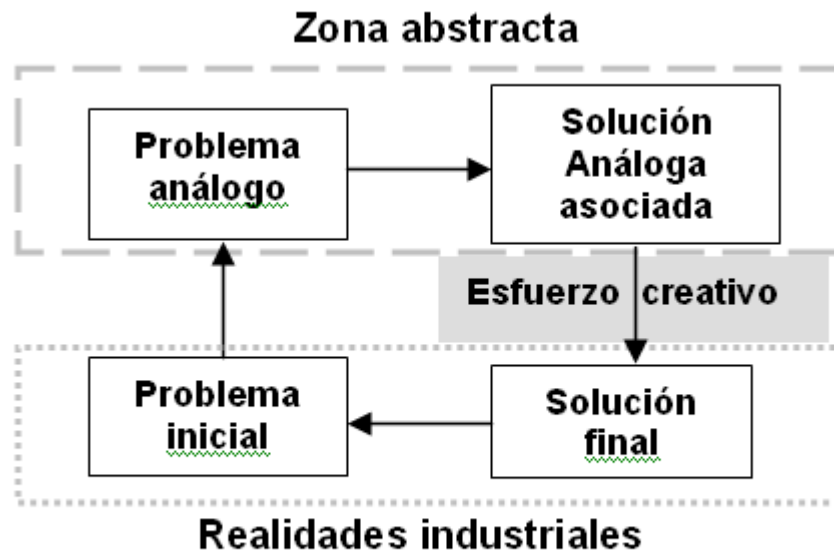 Zona abstracta
Problema
análogo
Solución
Análoga
asociada
Esfuerzo creativo
Problema
inicial
Solución
final
Realidades industriales